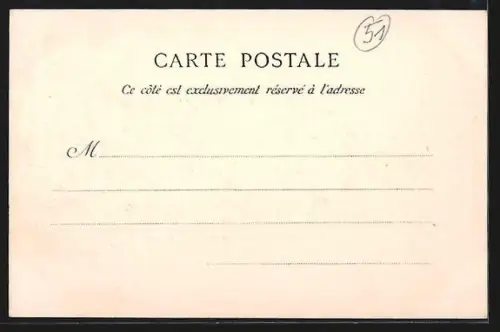 51
CARTE POSTALE
Ce côté est exclusivement réservé à l'adresse
M